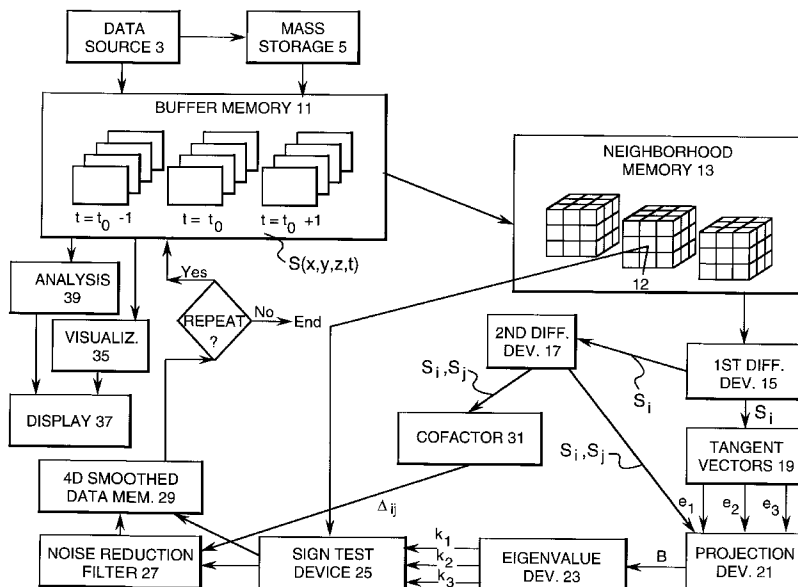 DATA
SOURCE 3
MASS
STORAGE 5
BUFFER MEMORY 11
t = t0 -1
t = t0
t = t0 +1
S(x,y,z,t)
NEIGHBORHOOD
MEMORY 13
12
ANALYSIS
39
VISUALIZ.
35
DISPLAY 37
Yes
REPEAT
?
No
End
2ND DIFF.
DEV. 17
1ST DIFF.
DEV. 15
Si
Si
Si ,Sj
Si ,Sj
COFACTOR 31
TANGENT
VECTORS 19
e1
e2
e3
4D SMOOTHED
DATA MEM. 29
Δij
NOISE REDUCTION
FILTER 27
SIGN TEST
DEVICE 25
k1
k2
k3
EIGENVALUE
DEV. 23
B
PROJECTION
DEV. 21